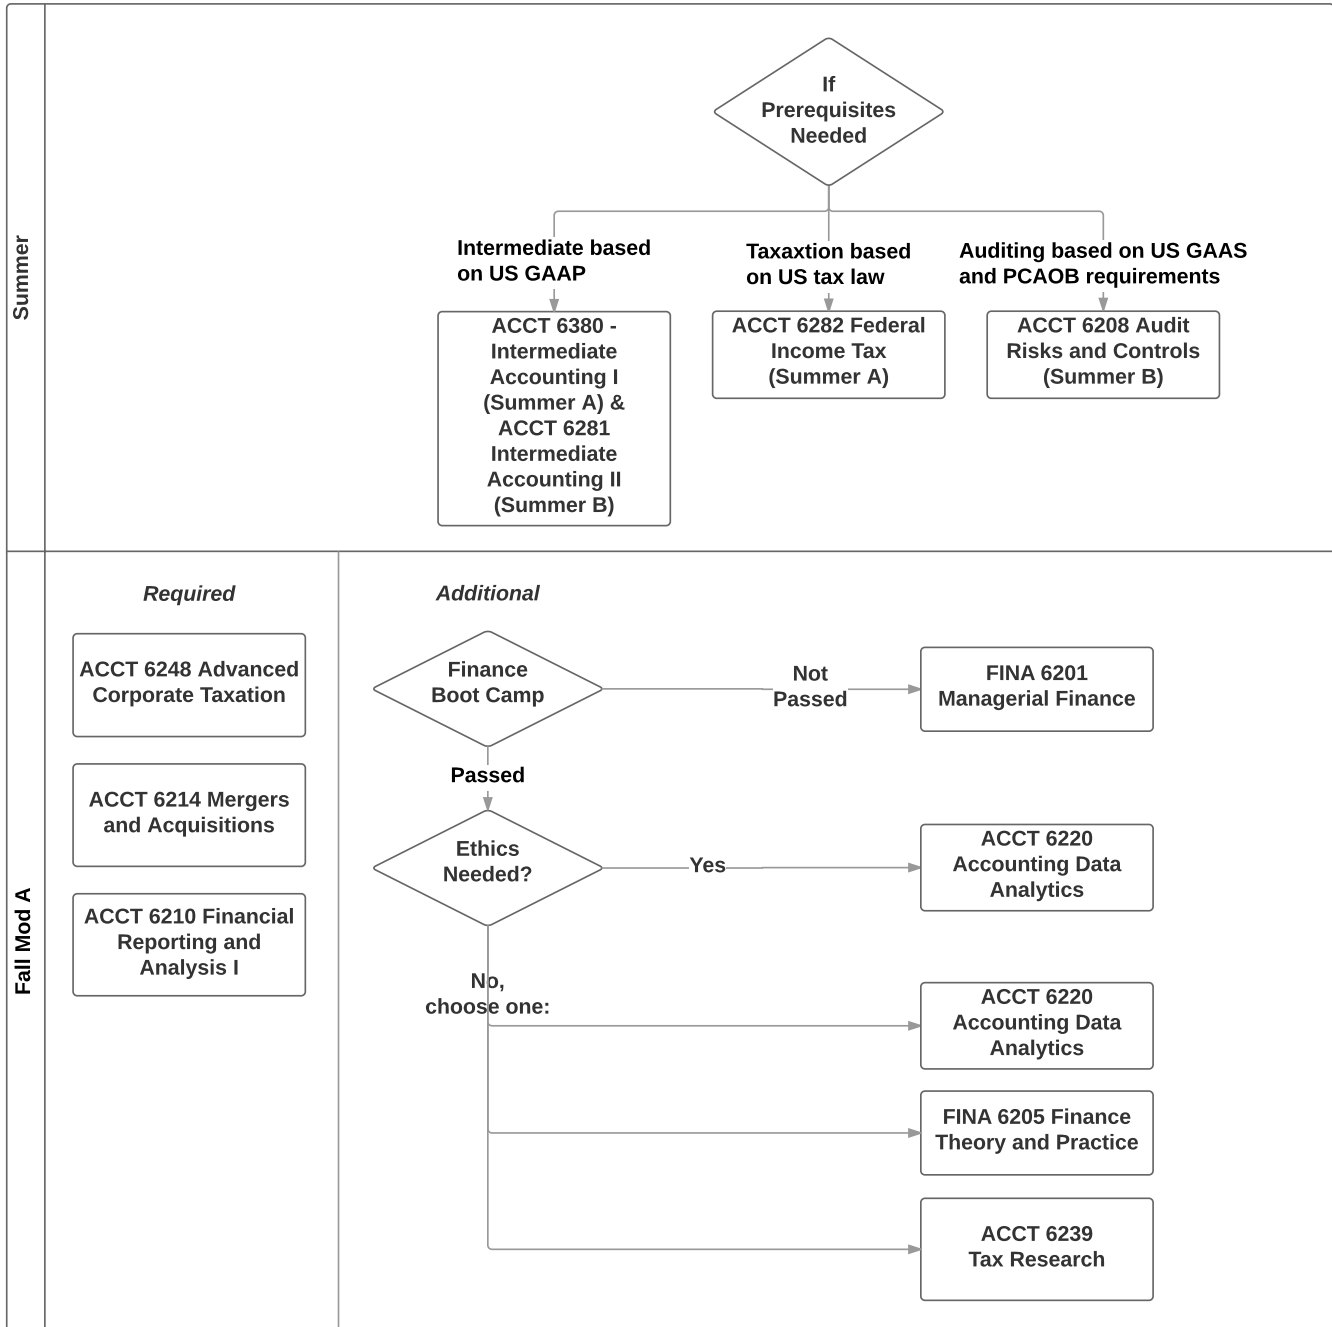 Summer
If
Prerequisites
Needed
Intermediate based
on US GAAP
Taxaxtion based
on US tax law
Auditing based on US GAAS
and PCAOB requirements
ACCT 6380 -
Intermediate
Accounting I
(Summer A) &
ACCT 6281
Intermediate
Accounting II
(Summer B)
ACCT 6282 Federal
Income Tax
(Summer A)
ACCT 6208 Audit
Risks and Controls
(Summer B)
Fall Mod A
Required
ACCT 6248 Advanced
Corporate Taxation
ACCT 6214 Mergers
and Acquisitions
ACCT 6210 Financial
Reporting and
Analysis I
Additional
Finance
Boot Camp
Not
Passed
FINA 6201
Managerial Finance
Passed
Ethics
Needed?
Yes
ACCT 6220
Accounting Data
Analytics
No,
choose one:
ACCT 6220
Accounting Data
Analytics
FINA 6205 Finance
Theory and Practice
ACCT 6239
Tax Research